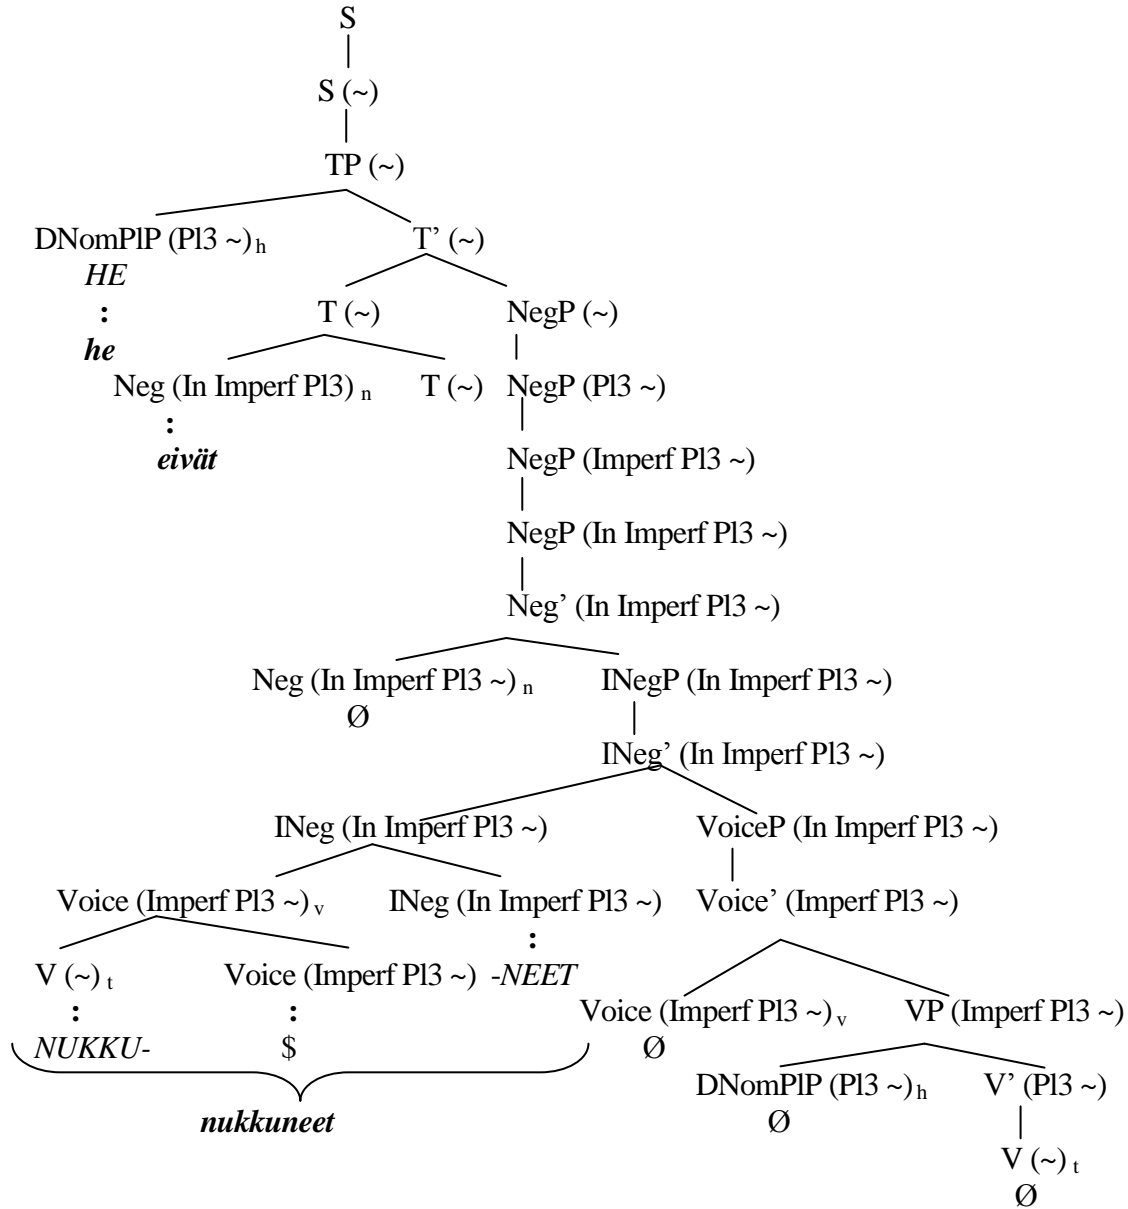 S
S (~)
TP (~)
DNomPlP (Pl3 ~) h T’ (~)
HE
: T (~) NegP (~)
he
Neg (In Imperf Pl3) n T (~) NegP (Pl3 ~)
:
eivät NegP (Imperf Pl3 ~)
NegP (In Imperf Pl3 ~)
Neg’ (In Imperf Pl3 ~)
Neg (In Imperf Pl3 ~) n INegP (In Imperf Pl3 ~)
Ø
INeg’ (In Imperf Pl3 ~)
INeg (In Imperf Pl3 ~) VoiceP (In Imperf Pl3 ~)
Voice (Imperf Pl3 ~) v INeg (In Imperf Pl3 ~) Voice’ (Imperf Pl3 ~)
:
V (~) t Voice (Imperf Pl3 ~) -NEET
: : Voice (Imperf Pl3 ~) v VP (Imperf Pl3 ~)
NUKKU- $ Ø
DNomPlP (Pl3 ~) h V’ (Pl3 ~)
nukkuneet Ø
V (~) t
Ø